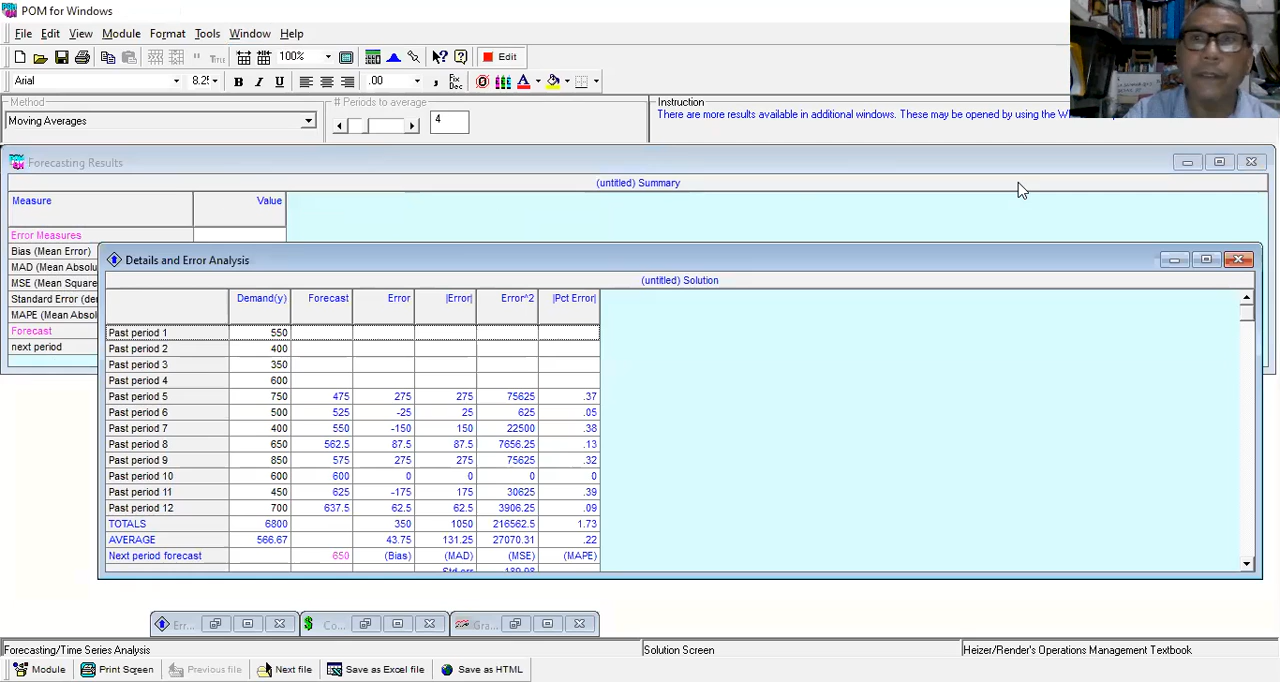 POM for Windows
File Edit View Module Format Tools Window Help
100% Edit
Arial 8.25 B I U .00 , Fix Dec A
Method # Periods to average Instruction
Moving Averages 4 There are more results available in additional windows. These may be opened by using the
Forecasting Results
(untitled) Summary
Measure Value
Error Measures
Bias (Mean Error)
MAD (Mean Absolu
MSE (Mean Square
Standard Error (der
MAPE (Mean Absol
Forecast
next period
Details and Error Analysis
(untitled) Solution
Demand(y) Forecast Error |Error| Error^2 |Pct Error|
Past period 1 550
Past period 2 400
Past period 3 350
Past period 4 600
Past period 5 750 475 275 275 75625 .37
Past period 6 500 525 -25 25 625 .05
Past period 7 400 550 -150 150 22500 .38
Past period 8 650 562.5 87.5 87.5 7656.25 .13
Past period 9 850 575 275 275 75625 .32
Past period 10 600 600 0 0 0 0
Past period 11 450 625 -175 175 30625 .39
Past period 12 700 637.5 62.5 62.5 3906.25 .09
TOTALS 6800 350 1050 216562.5 1.73
AVERAGE 566.67 43.75 131.25 27070.31 .22
Next period forecast 650 (Bias) (MAD) (MSE) (MAPE)
Std err 189.98
Err... $ Co... Gra...
Forecasting/Time Series Analysis Solution Screen Heizer/Render's Operations Management Textbook
Module Print Screen Previous file Next file Save as Excel file Save as HTML